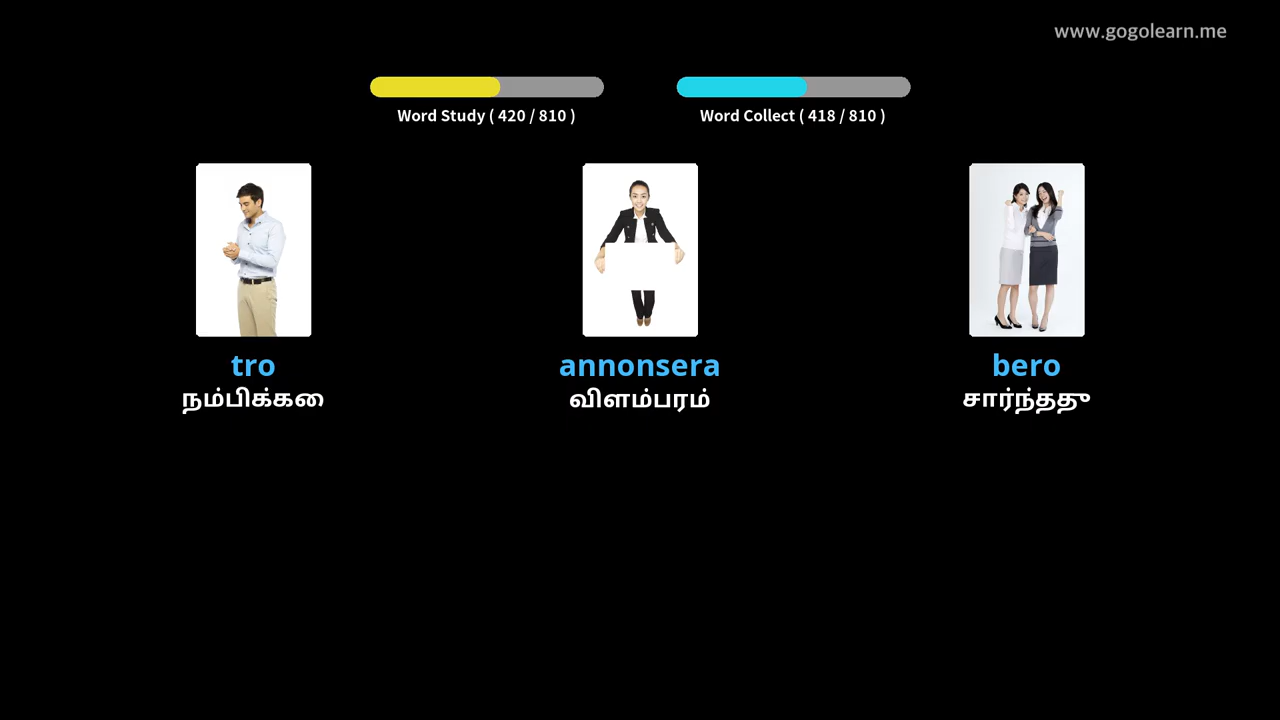 www.gogolearn.me
Word Study ( 420 / 810 )
Word Collect ( 418 / 810 )
tro
நம்பிக்கை
annonsera
விளம்பரம்
bero
சார்ந்தது